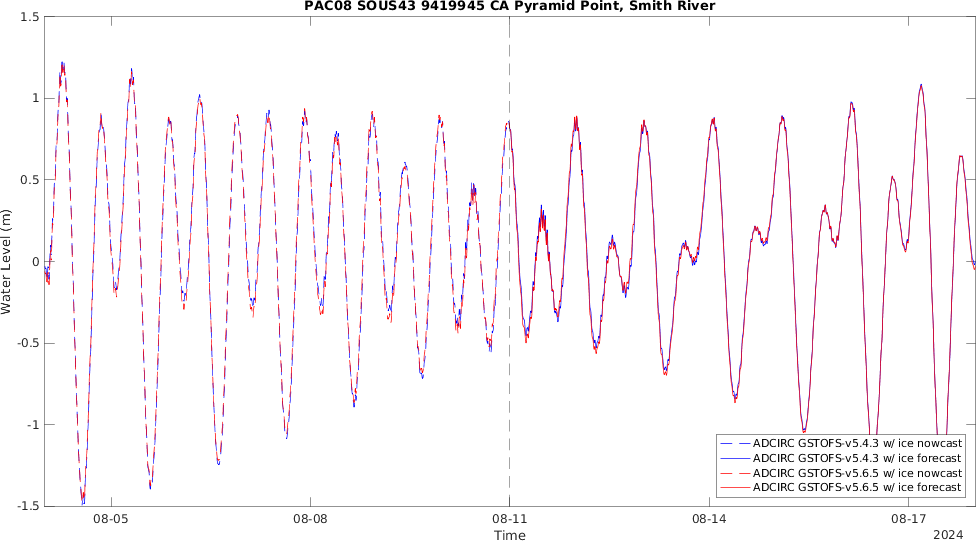 PAC08 SOUS43 9419945 CA Pyramid Point, Smith River
1.5
1
0.5
0
-0.5
-1
-1.5
Water Level (m)
ADCIRC GSTOFS-v5.4.3 w/ ice nowcast
ADCIRC GSTOFS-v5.4.3 w/ ice forecast
ADCIRC GSTOFS-v5.6.5 w/ ice nowcast
ADCIRC GSTOFS-v5.6.5 w/ ice forecast
08-05 08-08 08-11 08-14 08-17
Time
2024